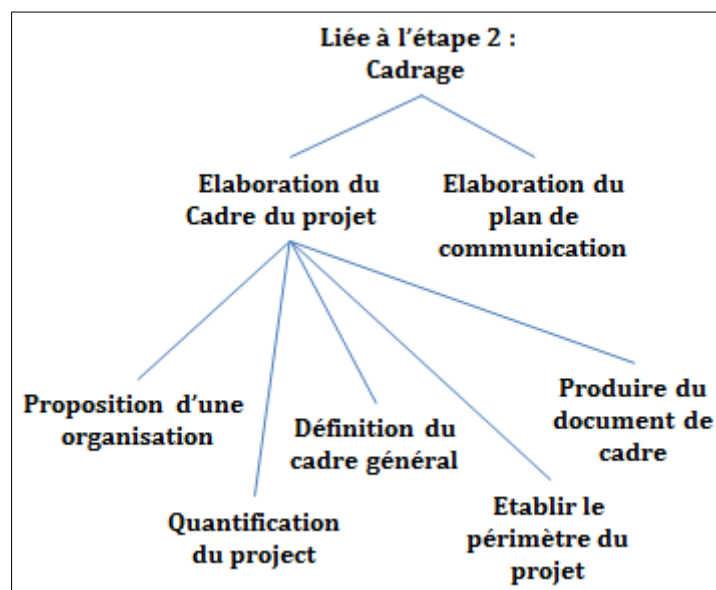 Liée à l’étape 2 :
Cadrage
Elaboration du
Cadre du projet
Elaboration du
plan de
communication
Proposition d’une
organisation
Quantification
du project
Définition du
cadre général
Etablir le
périmètre du
projet
Produire du
document de
cadre